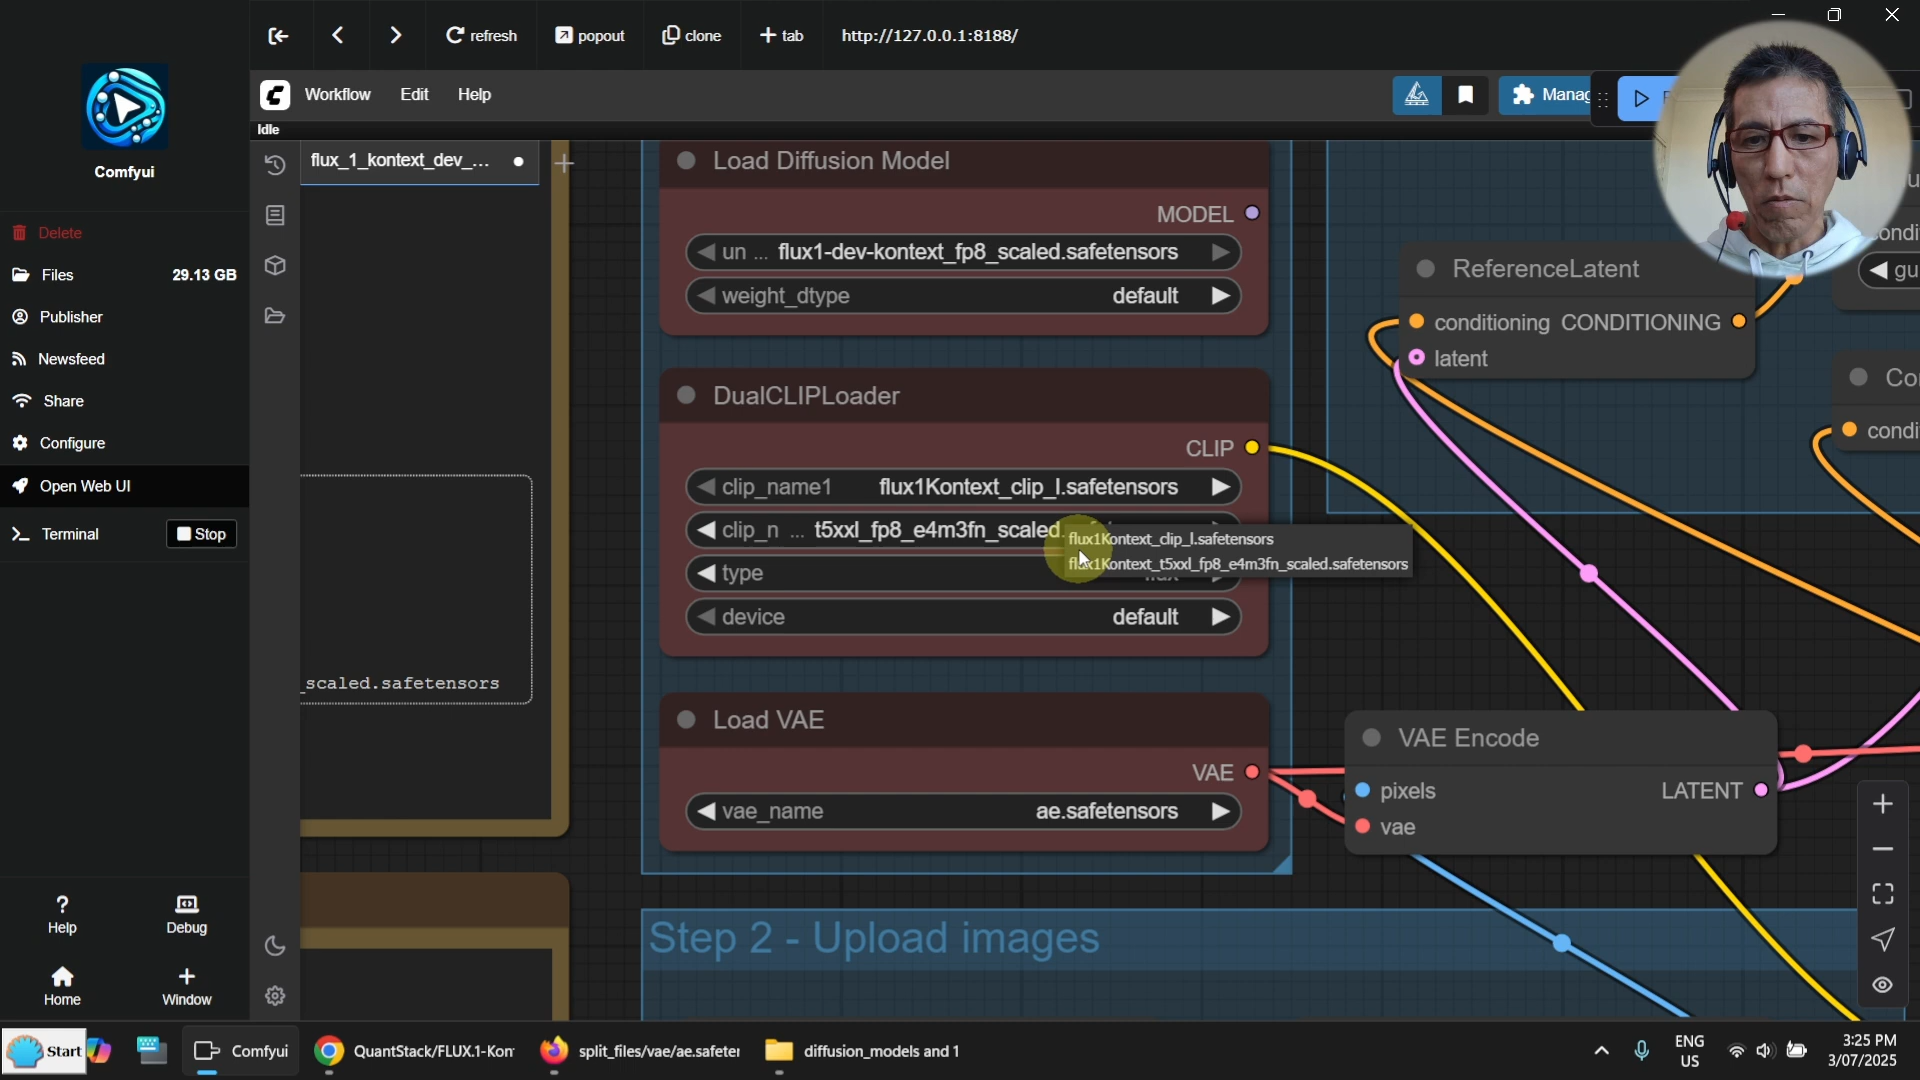 refresh
popout
clone
tab
http://127.0.0.1:8188/
Workflow
Edit
Help
Idle
flux_1_kontext_dev_...
Comfyui
Delete
Files
29.13 GB
Publisher
Newsfeed
Share
Configure
Open Web UI
Terminal
Stop
Help
Debug
Home
Window
_scaled.safetensors
Load Diffusion Model
MODEL
un ...
flux1-dev-kontext_fp8_scaled.safetensors
weight_dtype
default
DualCLIPLoader
CLIP
clip_name1
flux1Kontext_clip_l.safetensors
clip_n ...
t5xxl_fp8_e4m3fn_scaled.
flux1Kontext_clip_l.safetensors
flux1Kontext_t5xxl_fp8_e4m3fn_scaled.safetensors
type
device
default
Load VAE
VAE
vae_name
ae.safetensors
ReferenceLatent
conditioning
CONDITIONING
latent
VAE Encode
pixels
LATENT
vae
Step 2 - Upload images
Start
Comfyui
QuantStack/FLUX.1-Kon
split_files/vae/ae.safete
diffusion_models and 1
ENG
US
3:25 PM
3/07/2025